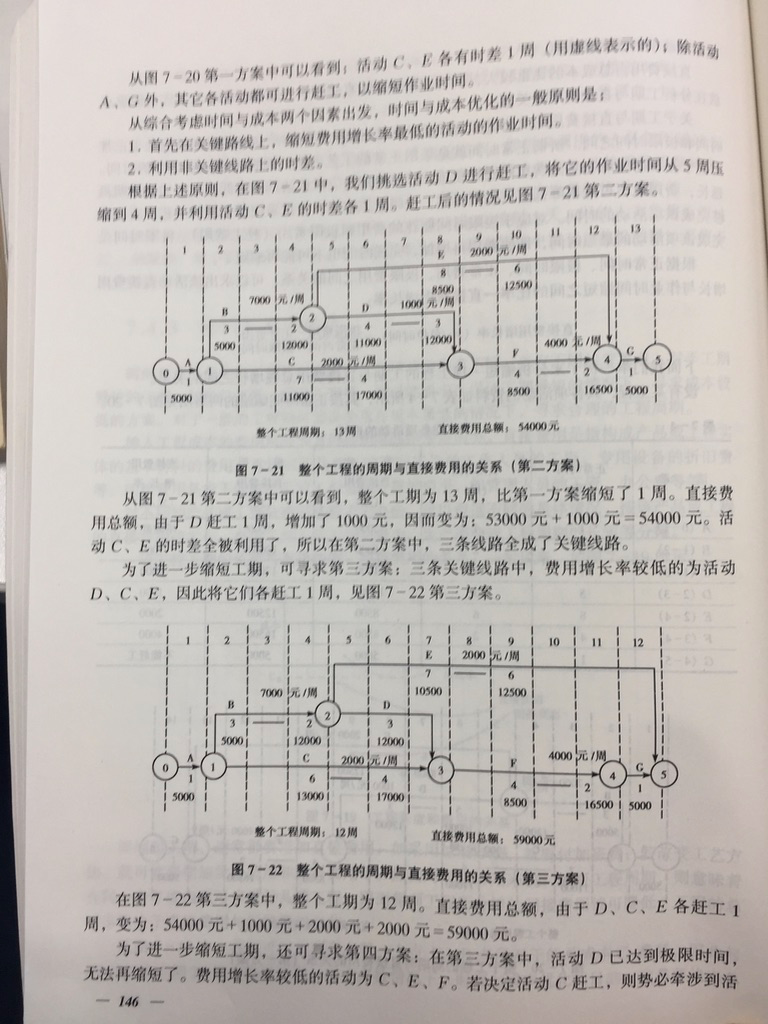 从图 7-20 第一方案中可以看到：活动 C、E 各有时差 1 周（用虚线表示的）；除活动
A、G 外，其它各活动都可进行赶工，以缩短作业时间。
从综合考虑时间与成本两个因素出发，时间与成本优化的一般原则是：
1. 首先在关键路线上，缩短费用增长率最低的活动的作业时间。
2. 利用非关键线路上的时差。
根据上述原则，在图 7-21 中，我们挑选活动 D 进行赶工，将它的作业时间从 5 周压
缩到 4 周，并利用活动 C、E 的时差各 1 周。赶工后的情况见图 7-21 第二方案。
1 2 3 4 5 6 7 8 9 10 11 12 13
E 2000 元/周
8 6
8500 12500
7000 元/周 D 1000 元/周
B 2
3 2 4 3
5000 12000 11000 12000
C 2000 元/周 F 4000 元/周
0 A 1 3 4 G 5
1 7 4 4 2 1
5000 11000 17000 8500 16500 5000
整个工程周期：13周 直接费用总额：54000元
图 7-21 整个工程的周期与直接费用的关系（第二方案）
从图 7-21 第二方案中可以看到，整个工期为 13 周，比第一方案缩短了 1 周。直接费
用总额，由于 D 赶工 1 周，增加了 1000 元，因而变为：53000 元+1000 元=54000 元。活
动 C、E 的时差全被利用了，所以在第二方案中，三条线路全成了关键线路。
为了进一步缩短工期，可寻求第三方案：三条关键线路中，费用增长率较低的为活动
D、C、E，因此将它们各赶工 1 周，见图 7-22 第三方案。
1 2 3 4 5 6 7 8 9 10 11 12
E 2000 元/周
7 6
10500 12500
7000 元/周
B 2 D
3 2 3
5000 12000 12000
C 2000 元/周 F 4000 元/周
0 A 1 3 4 G 5
1 6 4 4 2 1
5000 13000 17000 8500 16500 5000
整个工程周期：12周 直接费用总额：59000元
图 7-22 整个工程的周期与直接费用的关系（第三方案）
在图 7-22 第三方案中，整个工期为 12 周。直接费用总额，由于 D、C、E 各赶工 1
周，变为：54000 元+1000 元+2000 元+2000 元=59000 元。
为了进一步缩短工期，还可寻求第四方案：在第三方案中，活动 D 已达到极限时间，
无法再缩短了。费用增长率较低的活动为 C、E、F。若决定活动 C 赶工，则势必牵涉到活
— 146 —